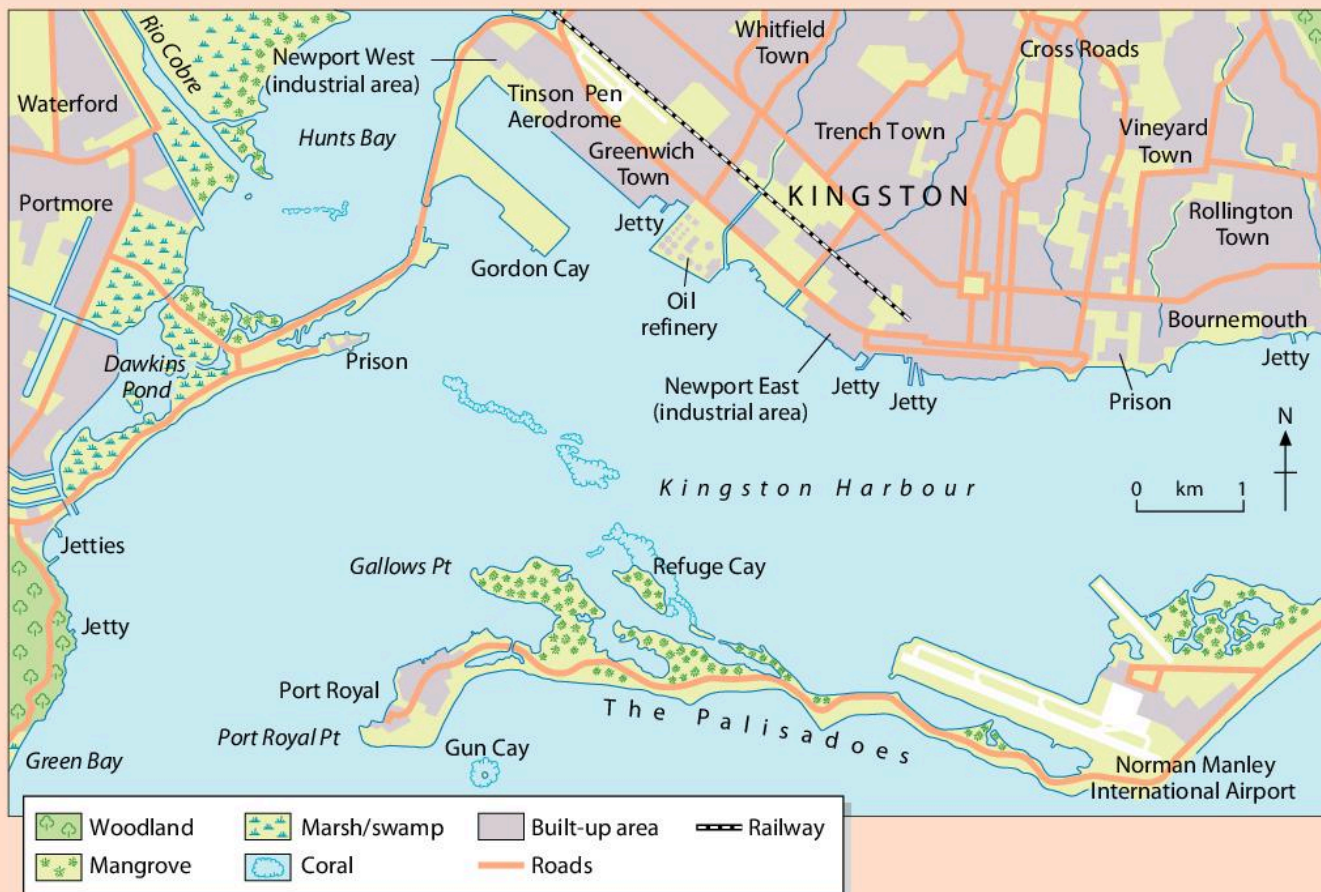 Rio Cobre
Newport West
(industrial area)
Whitfield
Town
Cross Roads
Waterford
Hunts Bay
Tinson Pen
Aerodrome
Trench Town
Vineyard
Town
Greenwich
Town
KINGSTON
Portmore
Rollington
Town
Jetty
Gordon Cay
Oil
refinery
Bournemouth
Dawkins
Pond
Prison
Newport East
(industrial area)
Jetty
Jetty
Prison
Jetty
N
Kingston Harbour
0 km 1
Jetties
Gallows Pt
Refuge Cay
Jetty
Port Royal
The Palisadoes
Port Royal Pt
Gun Cay
Green Bay
Norman Manley
International Airport
Woodland
Marsh/swamp
Built-up area
Railway
Mangrove
Coral
Roads